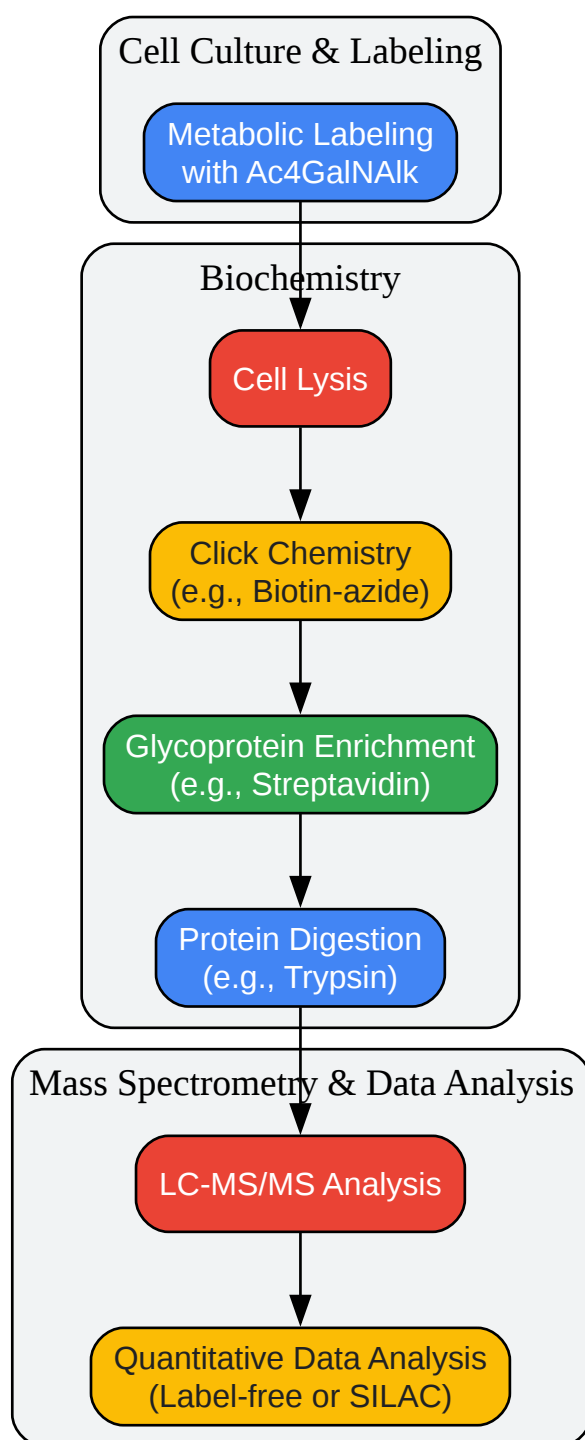 Cell Culture & Labeling
Metabolic Labeling
with Ac4GalNAlk
Biochemistry
Cell Lysis
Click Chemistry
(e.g., Biotin-azide)
Glycoprotein Enrichment
(e.g., Streptavidin)
Protein Digestion
(e.g., Trypsin)
Mass Spectrometry & Data Analysis
LC-MS/MS Analysis
Quantitative Data Analysis
(Label-free or SILAC)